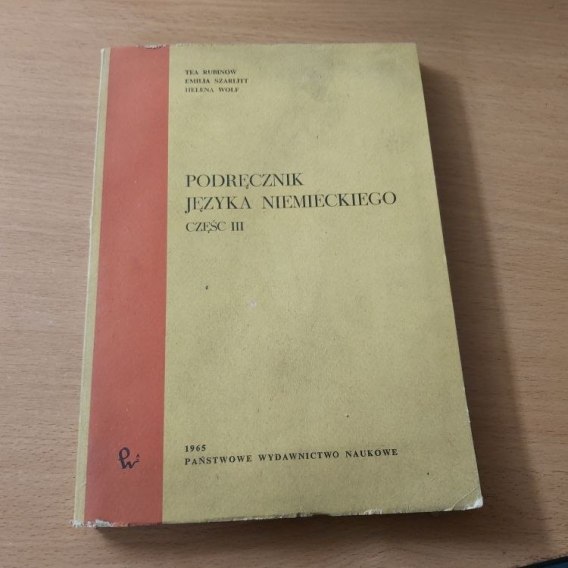 TEA RUBINOW
EMILIA SZARLITT
HELENA WOLF
PODRĘCZNIK
JĘZYKA NIEMIECKIEGO
CZĘŚĆ III
1965
PAŃSTWOWE WYDAWNICTWO NAUKOWE